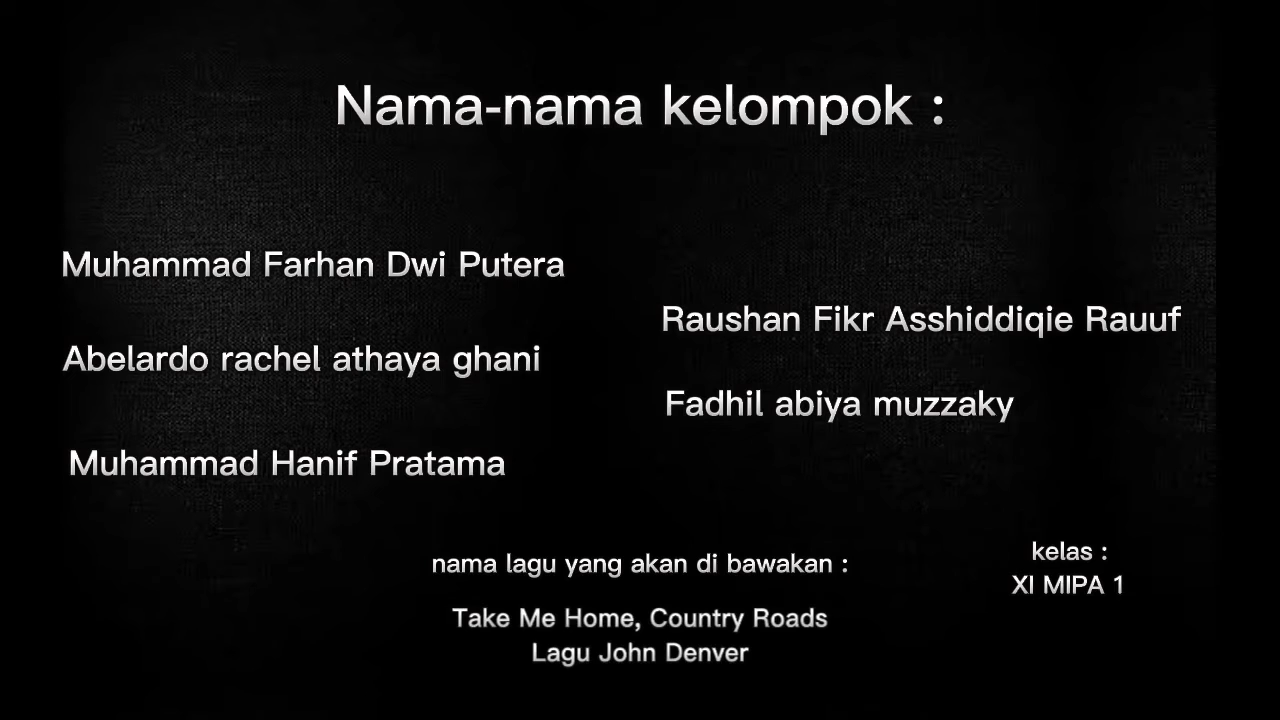 Nama-nama kelompok :
Muhammad Farhan Dwi Putera
Abelardo rachel athaya ghani
Muhammad Hanif Pratama
Raushan Fikr Asshiddiqie Rauuf
Fadhil abiya muzzaky
nama lagu yang akan di bawakan :
Take Me Home, Country Roads
Lagu John Denver
kelas :
XI MIPA 1